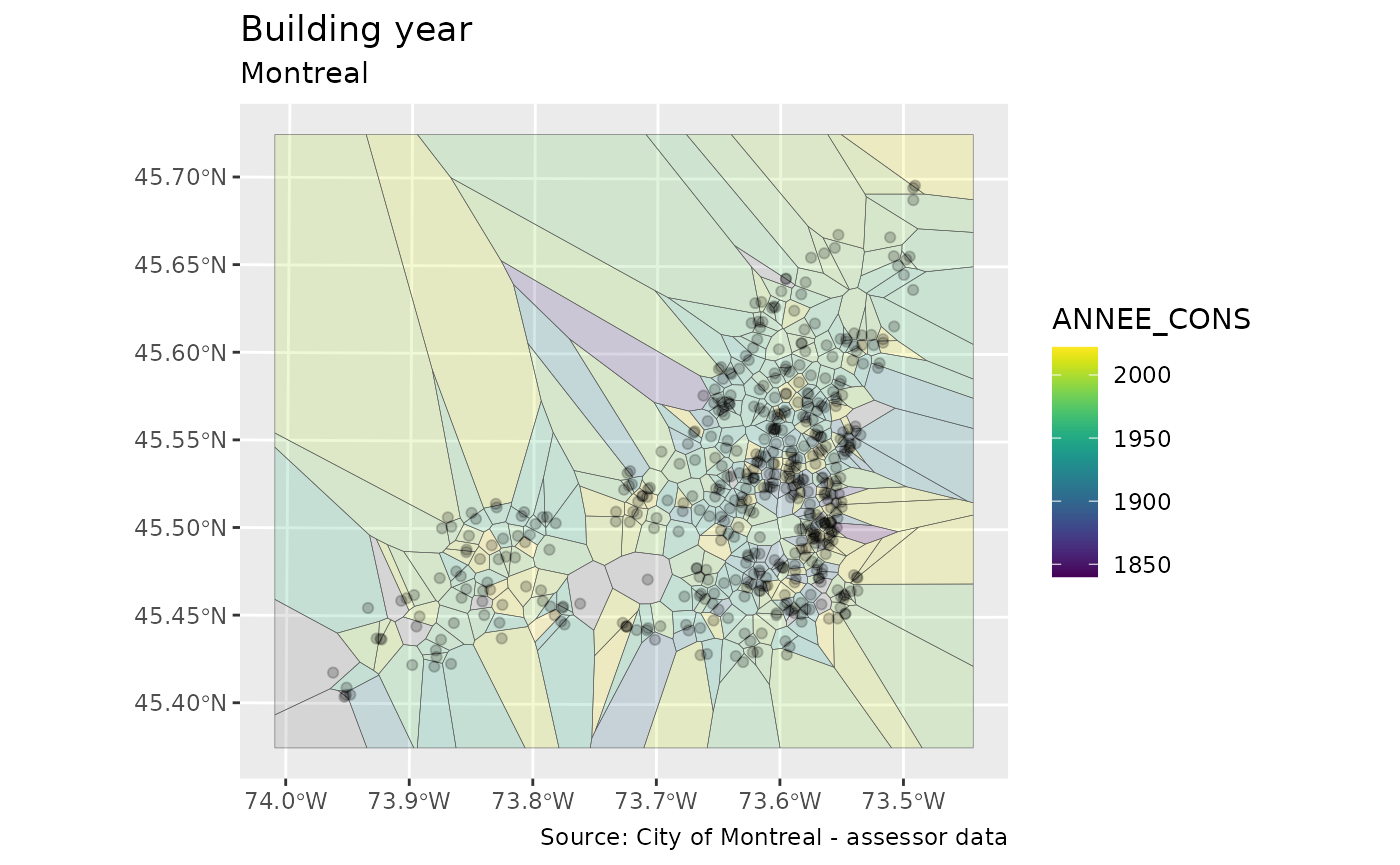 Building year
Montreal
45.70°N
45.65°N
45.60°N
45.55°N
45.50°N
45.45°N
45.40°N
74.0°W 73.9°W 73.8°W 73.7°W 73.6°W 73.5°W
Source: City of Montreal - assessor data
ANNEE_CONS
2000
1950
1900
1850